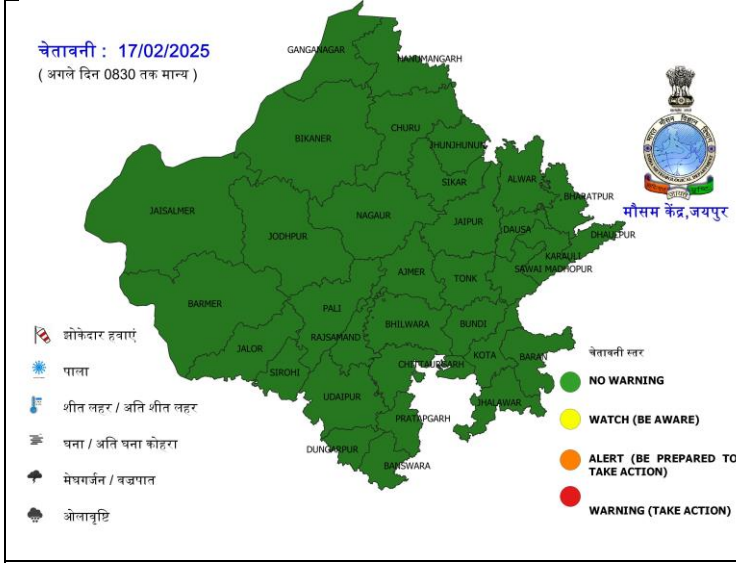 चेतावनी : 17/02/2025
( अगले दिन 0830 तक मान्य )
GANGANAGAR
HANUMANGARH
BIKANER
CHURU
JHUNJHUNU
SIKAR
ALWAR
BHARATPUR
मौसम केंद्र,जयपुर
JAISALMER
JODHPUR
NAGAUR
JAIPUR
DAUSA
DHAULPUR
KARAULI
SAWAI MADHOPUR
AJMER
TONK
BARMER
PALI
RAJSAMAND
BHILWARA
BUNDI
JALOR
SIROHI
CHITTAURGARH
KOTA
BARAN
UDAIPUR
JHALAWAR
PRATAPGARH
DUNGARPUR
BANSWARA
झोकेदार हवाएं
पाला
शीत लहर / अति शीत लहर
घना / अति घना कोहरा
मेघगर्जन / वज्रपात
ओलावृष्टि
चेतावनी स्तर
NO WARNING
WATCH (BE AWARE)
ALERT (BE PREPARED TO
TAKE ACTION)
WARNING (TAKE ACTION)